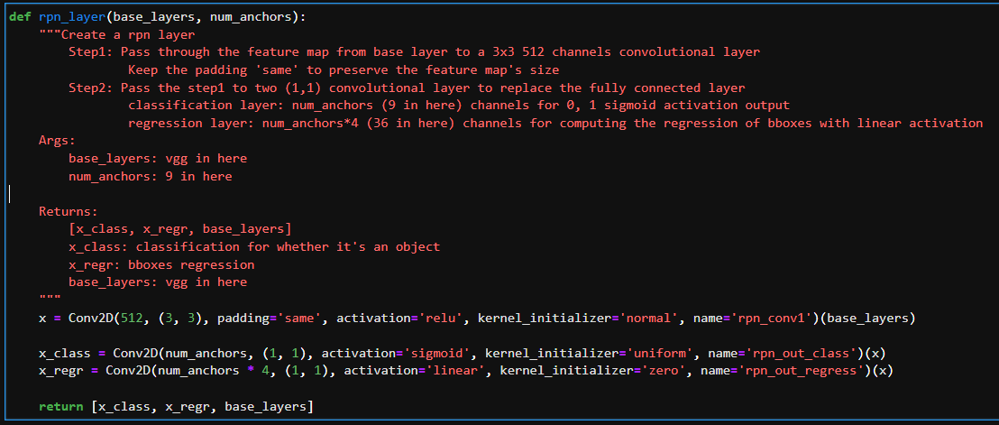 def rpn_layer(base_layers, num_anchors):
    """Create a rpn layer
        Step1: Pass through the feature map from base layer to a 3x3 512 channels convolutional layer
                Keep the padding 'same' to preserve the feature map's size
        Step2: Pass the step1 to two (1,1) convolutional layer to replace the fully connected layer
                classification layer: num_anchors (9 in here) channels for 0, 1 sigmoid activation output
                regression layer: num_anchors*4 (36 in here) channels for computing the regression of bboxes with linear activation
    Args:
        base_layers: vgg in here
        num_anchors: 9 in here
    Returns:
        [x_class, x_regr, base_layers]
        x_class: classification for whether it's an object
        x_regr: bboxes regression
        base_layers: vgg in here
    """
    x = Conv2D(512, (3, 3), padding='same', activation='relu', kernel_initializer='normal', name='rpn_conv1')(base_layers)
    x_class = Conv2D(num_anchors, (1, 1), activation='sigmoid', kernel_initializer='uniform', name='rpn_out_class')(x)
    x_regr = Conv2D(num_anchors * 4, (1, 1), activation='linear', kernel_initializer='zero', name='rpn_out_regress')(x)
    return [x_class, x_regr, base_layers]